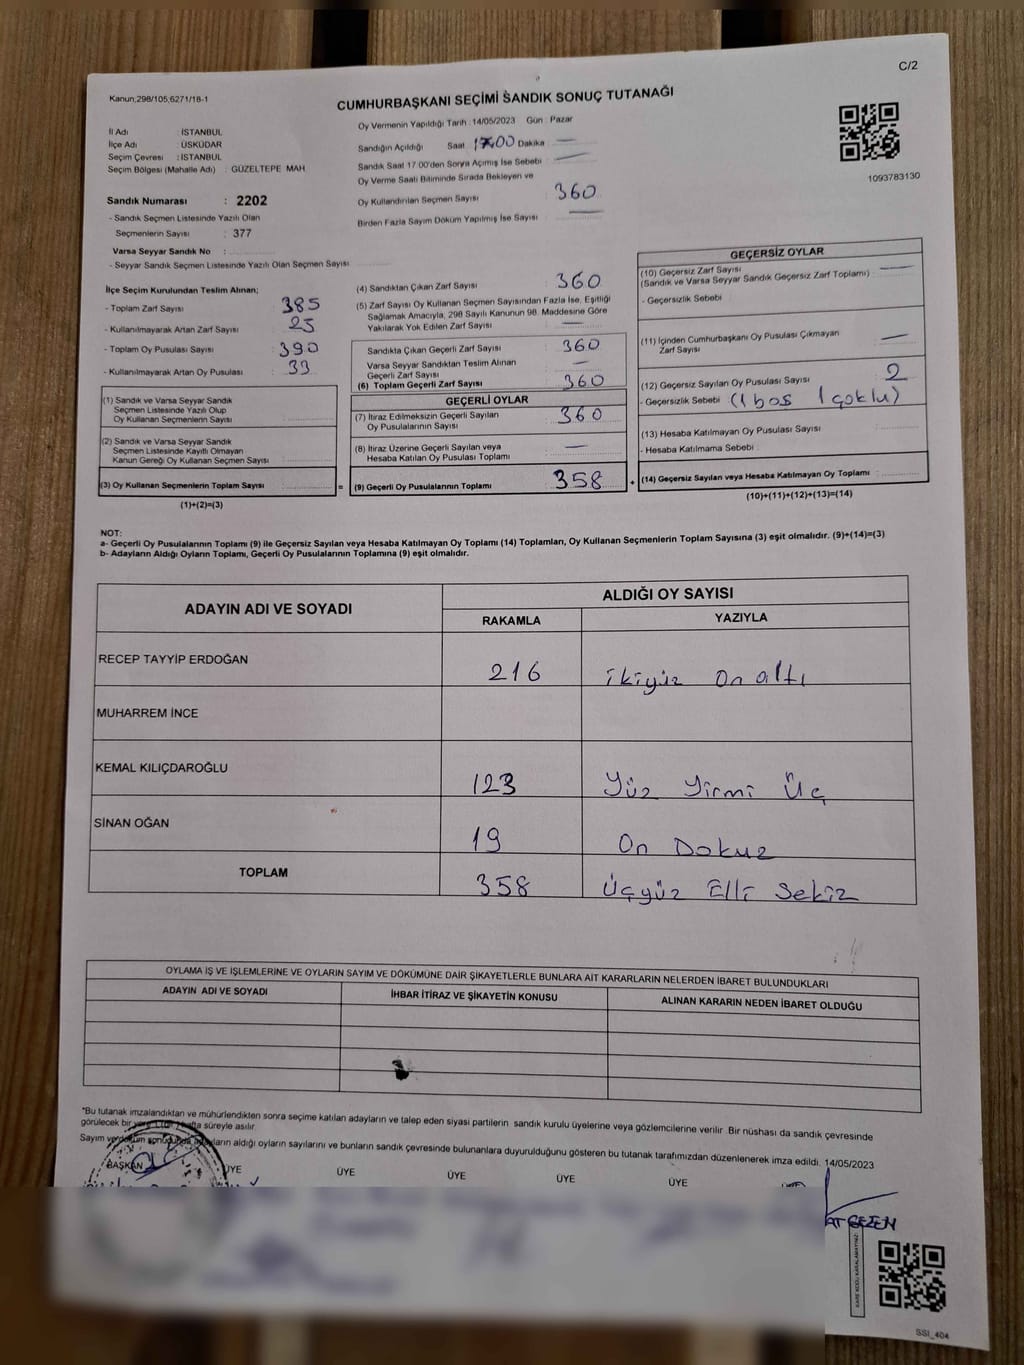 C/2
Kanun;298/105;6271/18-1
CUMHURBAŞKANI SEÇİMİ SANDIK SONUÇ TUTANAĞI
İl Adı : İSTANBUL
İlçe Adı : ÜSKÜDAR
Seçim Çevresi : İSTANBUL
Seçim Bölgesi (Mahalle Adı) : GÜZELTEPE MAH
Sandık Numarası : 2202
- Sandık Seçmen Listesinde Yazılı Olan
Seçmenlerin Sayısı : 377
Varsa Seyyar Sandık No :
- Seyyar Sandık Seçmen Listesinde Yazılı Olan Seçmen Sayısı
Oy Vermenin Yapıldığı Tarih :14/05/2023 Gün : Pazar
Sandığın Açıldığı Saat 17:00 Dakika : —
Sandık Saat 17:00'den Sonra Açımış İse Sebebi : —
Oy Verme Saati Bitiminde Sırada Bekleyen ve
Oy Kullandırılan Seçmen Sayısı : 360
Birden Fazla Sayım Döküm Yapılmış İse Sayısı : —
1093783130
İlçe Seçim Kurulundan Teslim Alınan;
- Toplam Zarf Sayısı : 385
- Kullanılmayarak Artan Zarf Sayısı : 25
- Toplam Oy Pusulası Sayısı : 390
- Kullanılmayarak Artan Oy Pusulası : 33
(1) Sandık ve Varsa Seyyar Sandık
Seçmen Listesinde Yazılı Olup
Oy Kullanan Seçmenlerin Sayısı :
(2) Sandık ve Varsa Seyyar Sandık
Seçmen Listesinde Kayıtlı Olmayan
Kanun Gereği Oy Kullanan Seçmen Sayısı :
(3) Oy Kullanan Seçmenlerin Toplam Sayısı :
=
(1)+(2)=(3)
(4) Sandıktan Çıkan Zarf Sayısı : 360
(5) Zarf Sayısı Oy Kullanan Seçmen Sayısından Fazla İse, Eşitliği
Sağlamak Amacıyla, 298 Sayılı Kanunun 98. Maddesine Göre
Yakılarak Yok Edilen Zarf Sayısı : —
Sandıkta Çıkan Geçerli Zarf Sayısı : 360
Varsa Seyyar Sandıktan Teslim Alınan
Geçerli Zarf Sayısı : —
(6) Toplam Geçerli Zarf Sayısı : 360
GEÇERLİ OYLAR
(7) İtiraz Edilmeksizin Geçerli Sayılan
Oy Pusulalarının Sayısı : 360
(8) İtiraz Üzerine Geçerli Sayılan veya
Hesaba Katılan Oy Pusulası Toplamı : —
(9) Geçerli Oy Pusulalarının Toplamı : 358
+
GEÇERSİZ OYLAR
(10) Geçersiz Zarf Sayısı : —
(Sandık ve Varsa Seyyar Sandık Geçersiz Zarf Toplamı)
- Geçersizlik Sebebi :
(11) İçinden Cumhurbaşkanı Oy Pusulası Çıkmayan
Zarf Sayısı : —
(12) Geçersiz Sayılan Oy Pusulası Sayısı : 2
- Geçersizlik Sebebi : (1 boş 1 çoklu)
(13) Hesaba Katılmayan Oy Pusulası Sayısı :
- Hesaba Katılmama Sebebi :
(14) Geçersiz Sayılan veya Hesaba Katılmayan Oy Toplamı :
(10)+(11)+(12)+(13)=(14)
NOT:
a- Geçerli Oy Pusulalarının Toplamı (9) ile Geçersiz Sayılan veya Hesaba Katılmayan Oy Toplamı (14) Toplamları, Oy Kullanan Seçmenlerin Toplam Sayısına (3) eşit olmalıdır. (9)+(14)=(3)
b- Adayların Aldığı Oyların Toplamı, Geçerli Oy Pusulalarının Toplamına (9) eşit olmalıdır.
ADAYIN ADI VE SOYADI
ALDIĞI OY SAYISI
RAKAMLA YAZIYLA
RECEP TAYYİP ERDOĞAN 216 ikiyüz On altı
MUHARREM İNCE
KEMAL KILIÇDAROĞLU 123 Yüz Yirmi Üç
SİNAN OĞAN 19 On Dokuz
TOPLAM 358 Üçyüz Elli Sekiz
OYLAMA İŞ VE İŞLEMLERİNE VE OYLARIN SAYIM VE DÖKÜMÜNE DAİR ŞİKAYETLERLE BUNLARA AİT KARARLARIN NELERDEN İBARET BULUNDUKLARI
ADAYIN ADI VE SOYADI İHBAR İTİRAZ VE ŞİKAYETİN KONUSU ALINAN KARARIN NEDEN İBARET OLDUĞU
*Bu tutanak imzalandıktan ve mühürlendikten sonra seçime katılan adayların ve talep eden siyasi partilerin sandık kurulu üyelerine veya gözlemcilerine verilir .Bir nüshası da sandık çevresinde
görülecek bir yere 1 hafta süreyle asılır.
Sayım ve döküm sonucunda adayların aldığı oyların sayılarını ve bunların sandık çevresinde bulunanlara duyurulduğunu gösteren bu tutanak tarafımızdan düzenlenerek imza edildi. 14/05/2023
BAŞKAN ÜYE ÜYE ÜYE ÜYE ÜYE
GEZEN
KARE KODU KARALAMAYINIZ
SSI_404